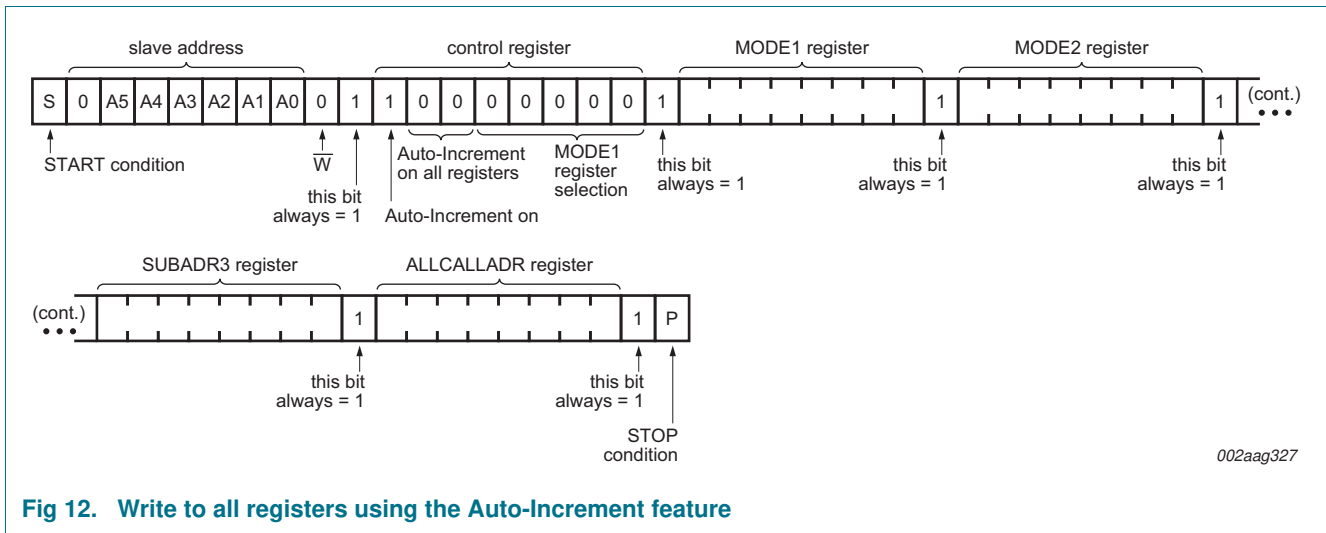 slave address control register MODE1 register MODE2 register
S 0 A5 A4 A3 A2 A1 A0 0 1 1 0 0 0 0 0 0 0 1 1 1 (cont.)
START condition W Auto-Increment on all registers MODE1 register selection this bit always = 1 this bit always = 1 this bit always = 1
this bit always = 1 Auto-Increment on
SUBADR3 register ALLCALLADR register
(cont.) 1 1 P
this bit always = 1 this bit always = 1
STOP condition
002aag327
Fig 12. Write to all registers using the Auto-Increment feature